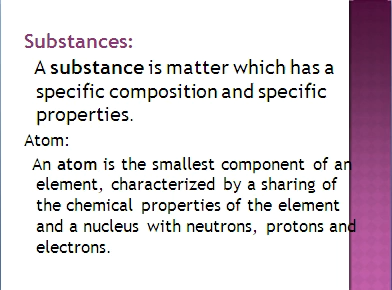 Substances:
A substance is matter which has a
specific composition and specific
properties.
Atom:
An atom is the smallest component of an
element, characterized by a sharing of
the chemical properties of the element
and a nucleus with neutrons, protons and
electrons.